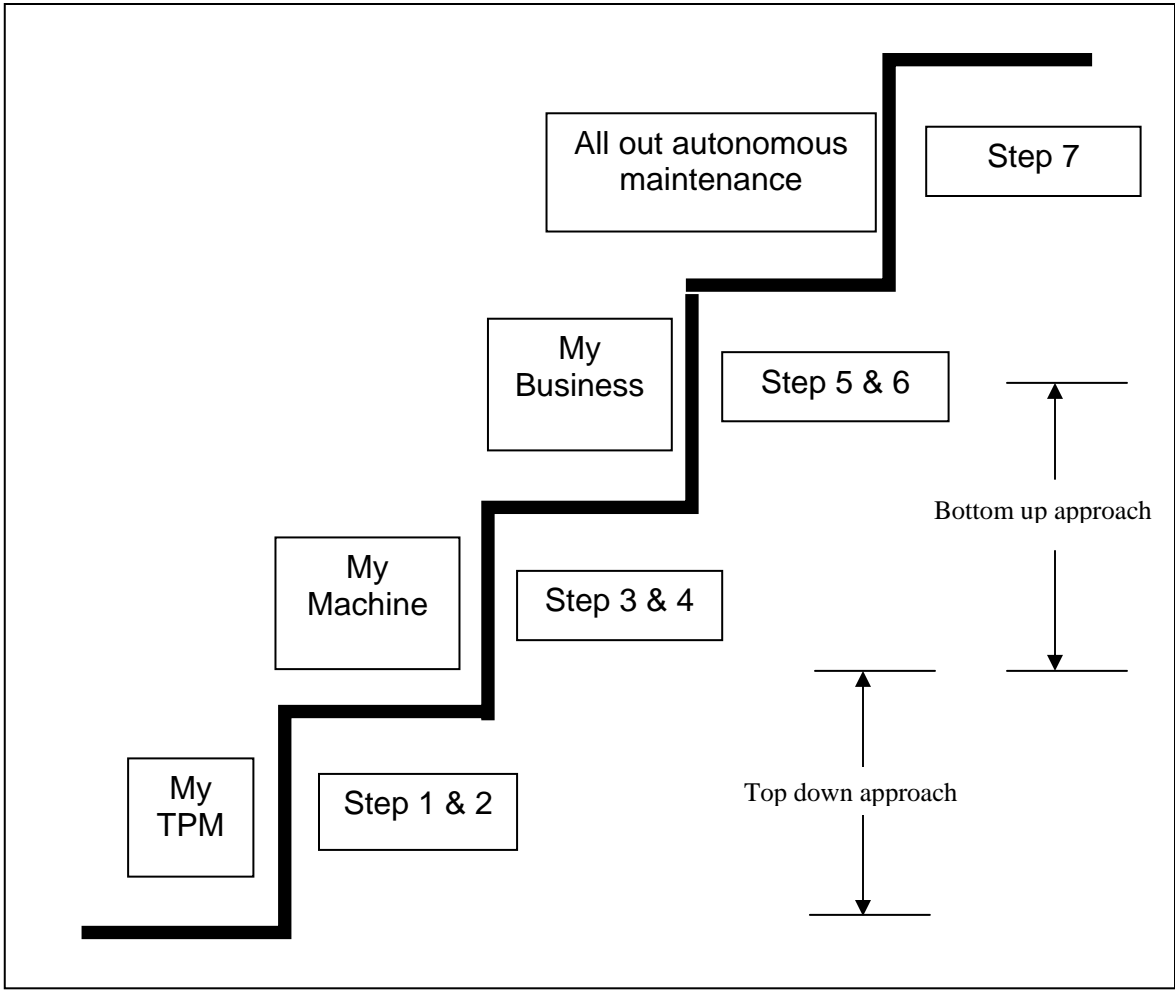 All out autonomous
maintenance
Step 7
My
Business
Step 5 & 6
Bottom up approach
My
Machine
Step 3 & 4
My
TPM
Step 1 & 2
Top down approach